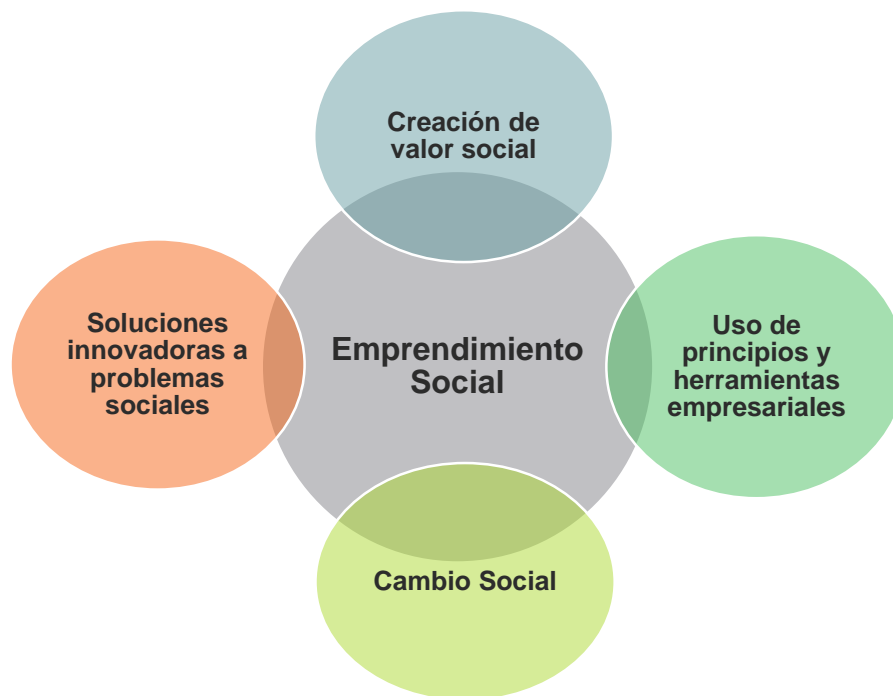 Creación de
valor social
Soluciones
innovadoras a
problemas
sociales
Emprendimiento
Social
Uso de
principios y
herramientas
empresariales
Cambio Social